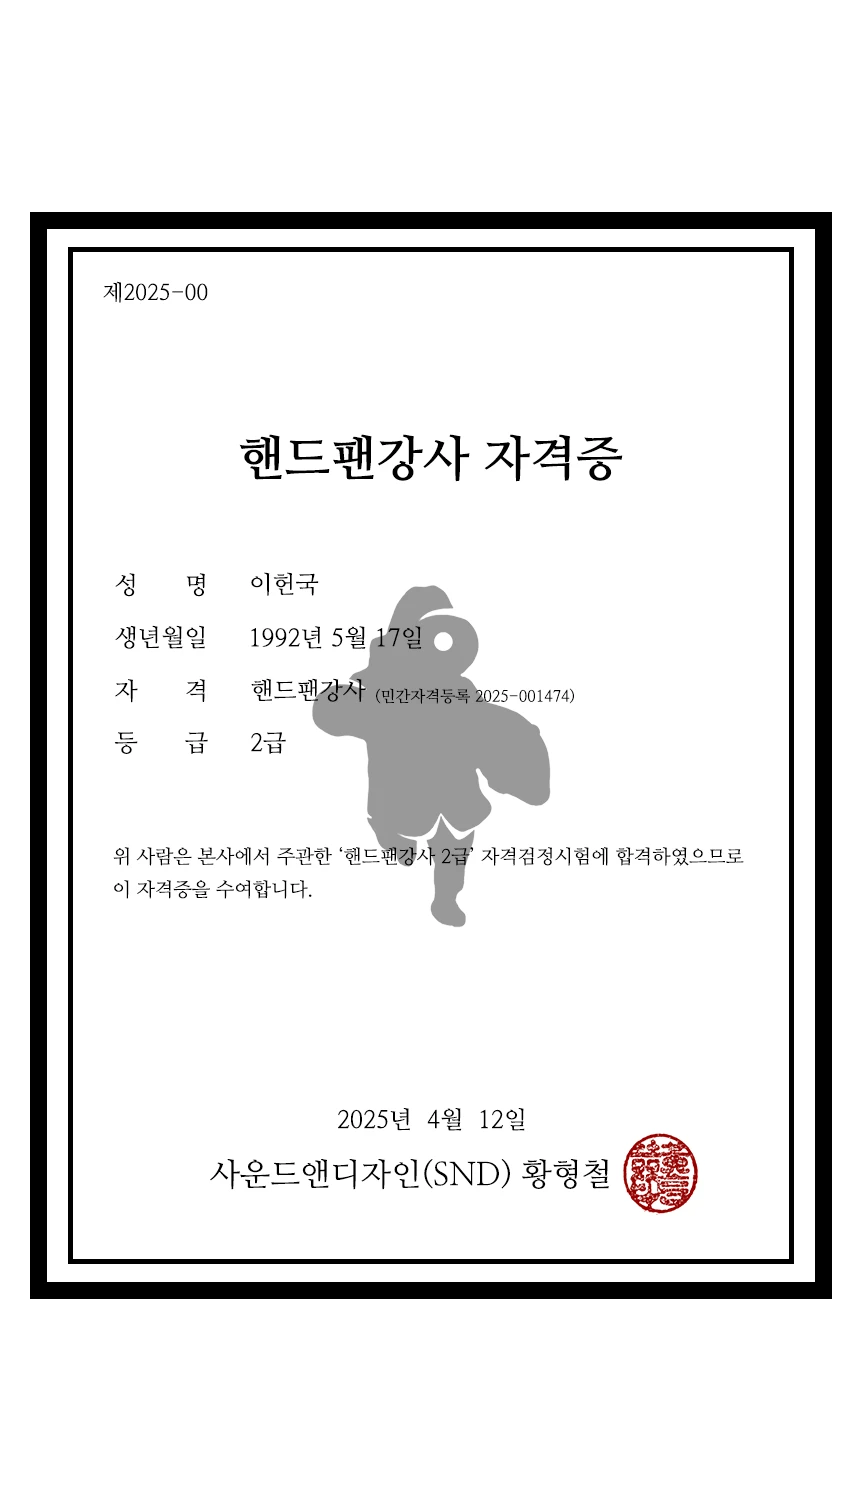 제2025-00
핸드팬강사 자격증
성 명 이헌국
생년월일 1992년 5월 17일
자 격 핸드팬강사 (민간자격등록 2025-001474)
등 급 2급
위 사람은 본사에서 주관한 ‘핸드팬강사 2급’ 자격검정시험에 합격하였으므로
이 자격증을 수여합니다.
2025년 4월 12일
사운드앤디자인(SND) 황형철